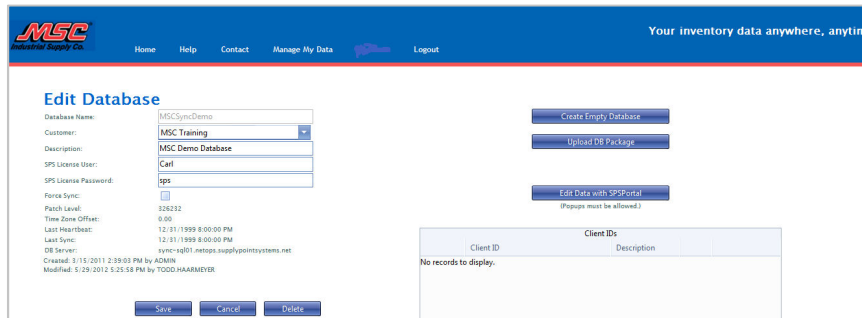 MSC
Industrial Supply Co.
Your inventory data anywhere, anytin
Home Help Contact Manage My Data Logout
Edit Database
Database Name: MSCSyncDemo
Customer: MSC Training
Description: MSC Demo Database
SPS License User: Carl
SPS License Password: sps
Force Sync:
Patch Level: 326232
Time Zone Offset: 0.00
Last Heartbeat: 12/31/1999 8:00:00 PM
Last Sync: 12/31/1999 8:00:00 PM
DB Server: sync-sql01.netops.supplypointsystems.net
Created: 3/15/2011 2:39:03 PM by ADMIN
Modified: 5/29/2012 5:25:58 PM by TODD.HAARMEYER
Save Cancel Delete
Create Empty Database
Upload DB Package
Edit Data with SPSPortal
(Popups must be allowed.)
Client IDs
Client ID Description
No records to display.